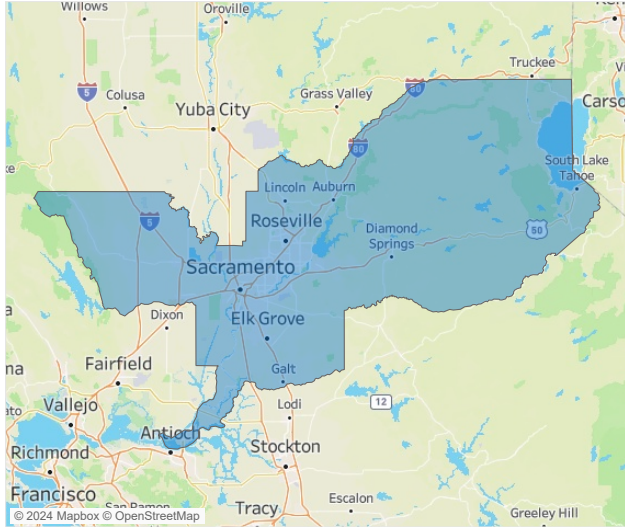 Willows
Oroville
Truckee
5
Colusa
Grass Valley
80
Yuba City
Carso
80
South Lake
Tahoe
Lincoln
Auburn
5
Roseville
Diamond
Springs
50
Sacramento
Dixon
Elk Grove
Fairfield
Galt
12
Vallejo
Lodi
Antioch
Stockton
Richmond
Francisco
San Ramon
Tracy
Escalon
Greeley Hill
© 2024 Mapbox © OpenStreetMap